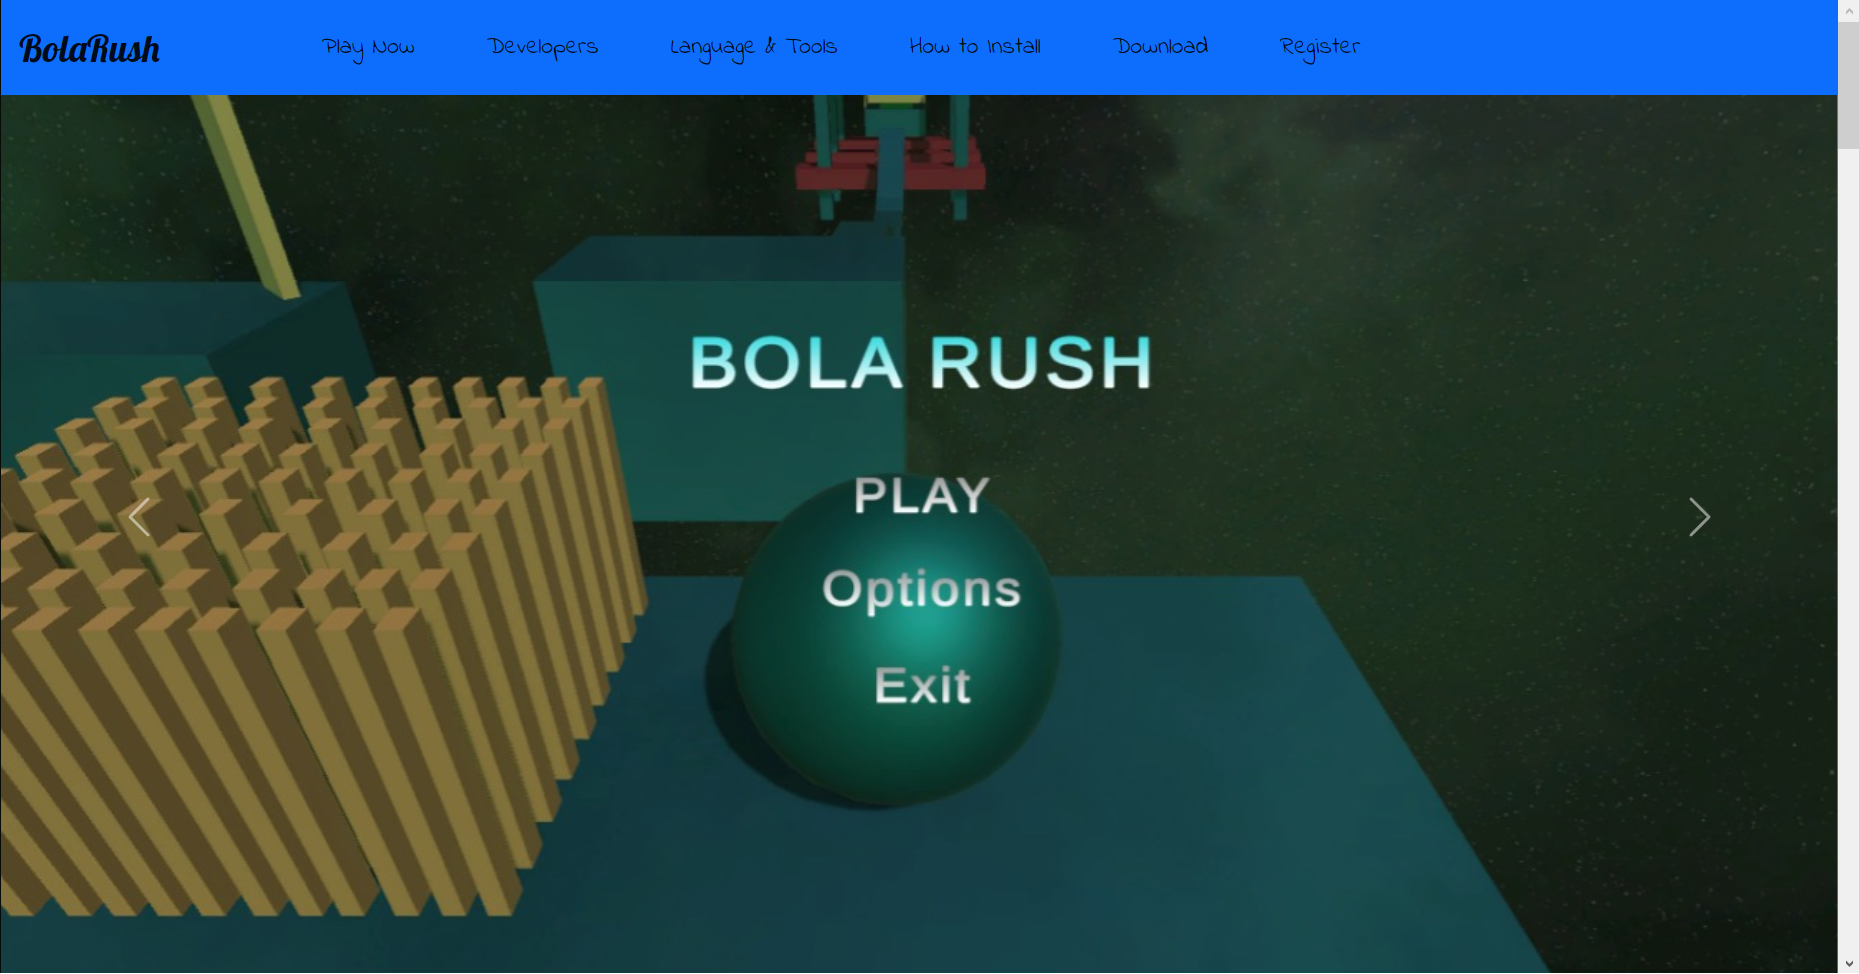 BolaRush
Play Now
Developers
Language & Tools
How to Install
Download
Register
BOLA RUSH
PLAY
Options
Exit